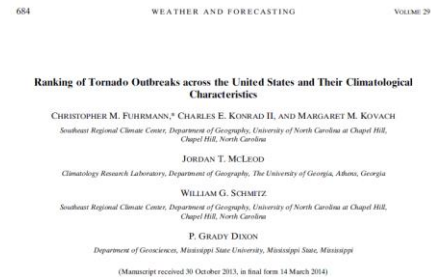 684 WEATHER AND FORECASTING VOLUME 29
Ranking of Tornado Outbreaks across the United States and Their Climatological
Characteristics
CHRISTOPHER M. FUHRMANN,* CHARLES E. KONRAD II, AND MARGARET M. KOVACH
Southeast Regional Climate Center, Department of Geography, University of North Carolina at Chapel Hill,
Chapel Hill, North Carolina
JORDAN T. MCLEOD
Climatology Research Laboratory, Department of Geography, The University of Georgia, Athens, Georgia
WILLIAM G. SCHMITZ
Southeast Regional Climate Center, Department of Geography, University of North Carolina at Chapel Hill,
Chapel Hill, North Carolina
P. GRADY DIXON
Department of Geosciences, Mississippi State University, Mississippi State, Mississippi
(Manuscript received 30 October 2013, in final form 14 March 2014)